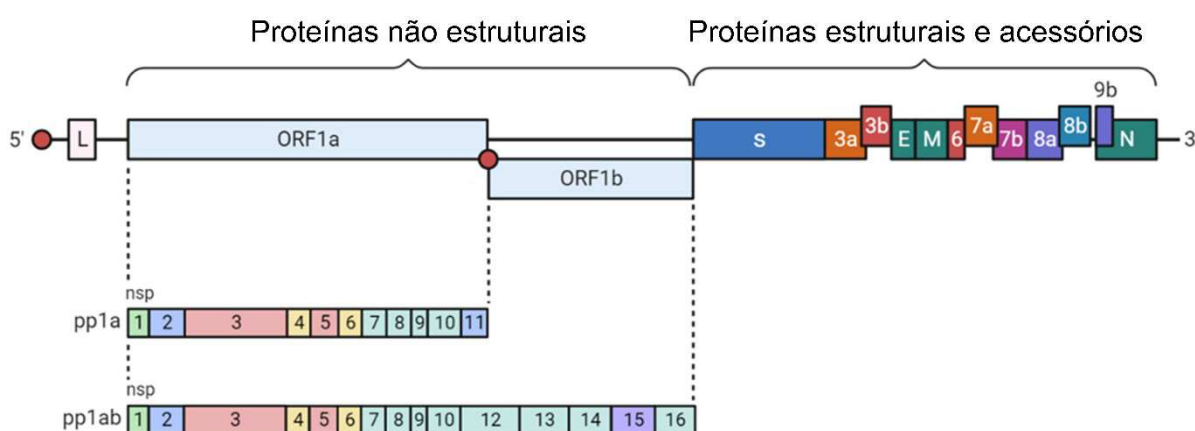 Proteínas não estruturais Proteínas estruturais e acessórios
9b
5' L ORF1a S 3a 3b E M 6 7a 7b 8a 8b N 3
ORF1b
nsp
pp1a 1 2 3 4 5 6 7 8 9 10 11
nsp
pp1ab 1 2 3 4 5 6 7 8 9 10 12 13 14 15 16